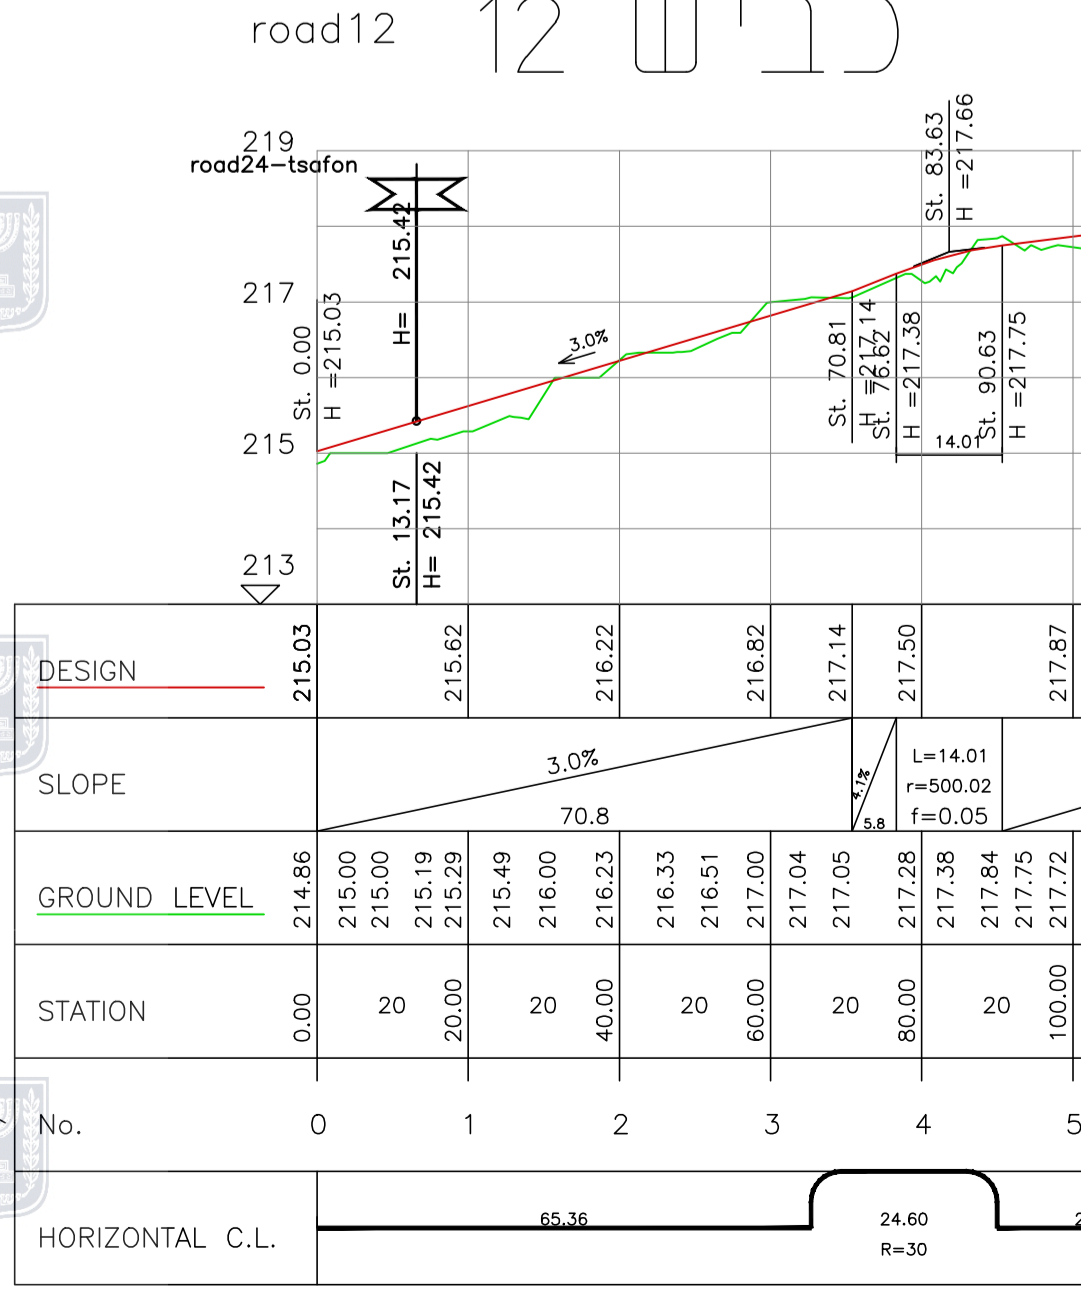 road12 כביש 12
219
road24-tsafon
H= 215.42
St. 83.63
H =217.66
217
St. 0.00
H =215.03
3.0%
St. 70.81
H =217.14
St. 76.62
H =217.38
St. 90.63
H =217.75
14.01
215
St. 13.17
H= 215.42
213
DESIGN 215.03 215.62 216.22 216.82 217.14 217.50 217.87
SLOPE 3.0% 70.8 4.1% 5.8 L=14.01
r=500.02
f=0.05
GROUND LEVEL 214.86 215.00 215.00 215.19 215.29 215.49 216.00 216.23 216.33 216.51 217.00 217.04 217.05 217.28 217.38 217.84 217.75 217.72
STATION 0.00 20 20.00 20 40.00 20 60.00 20 80.00 20 100.00
No. 0 1 2 3 4 5
HORIZONTAL C.L. 65.36 24.60
R=30